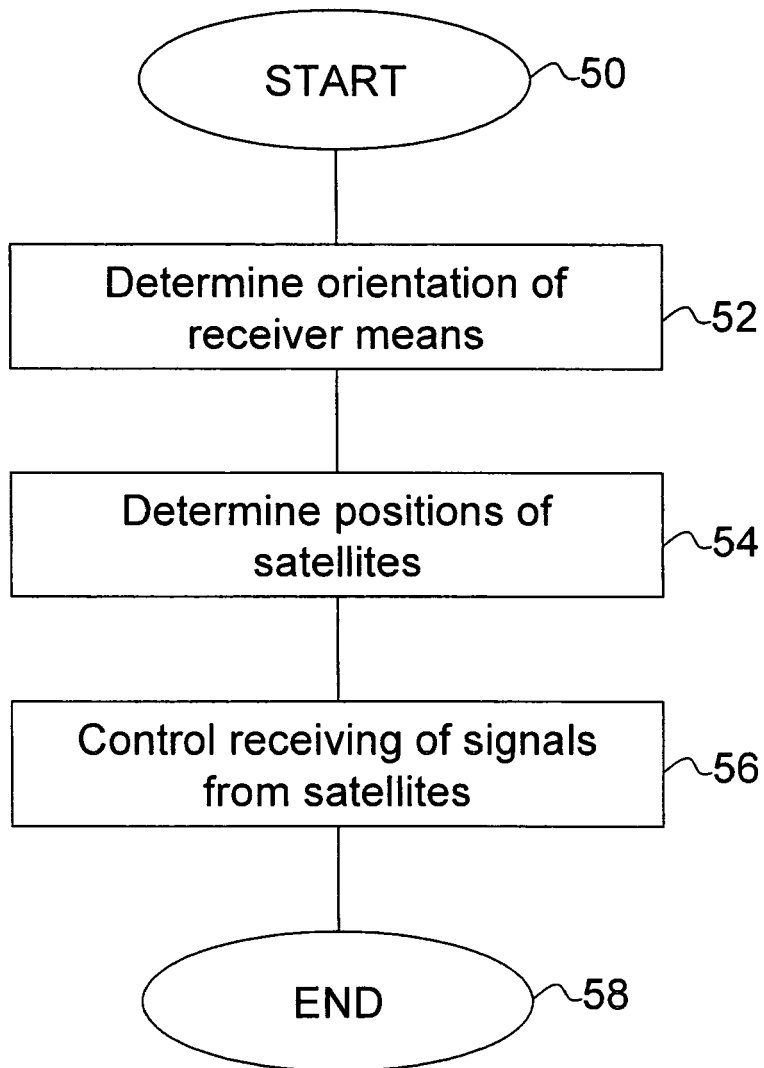 START
50
Determine orientation of
receiver means
52
Determine positions of
satellites
54
Control receiving of signals
from satellites
56
END
58